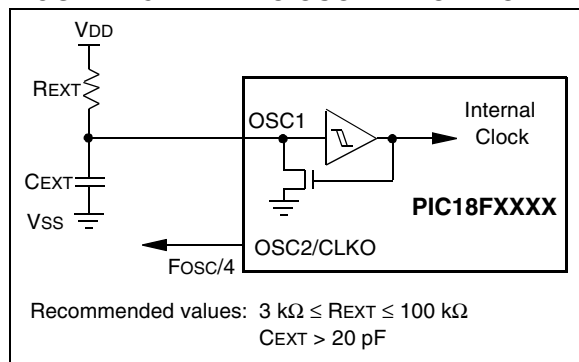 VDD
REXT
OSC1
Internal
Clock
CEXT
PIC18FXXXX
VSS
OSC2/CLKO
FOSC/4
Recommended values: 3 kΩ ≤ REXT ≤ 100 kΩ
CEXT > 20 pF